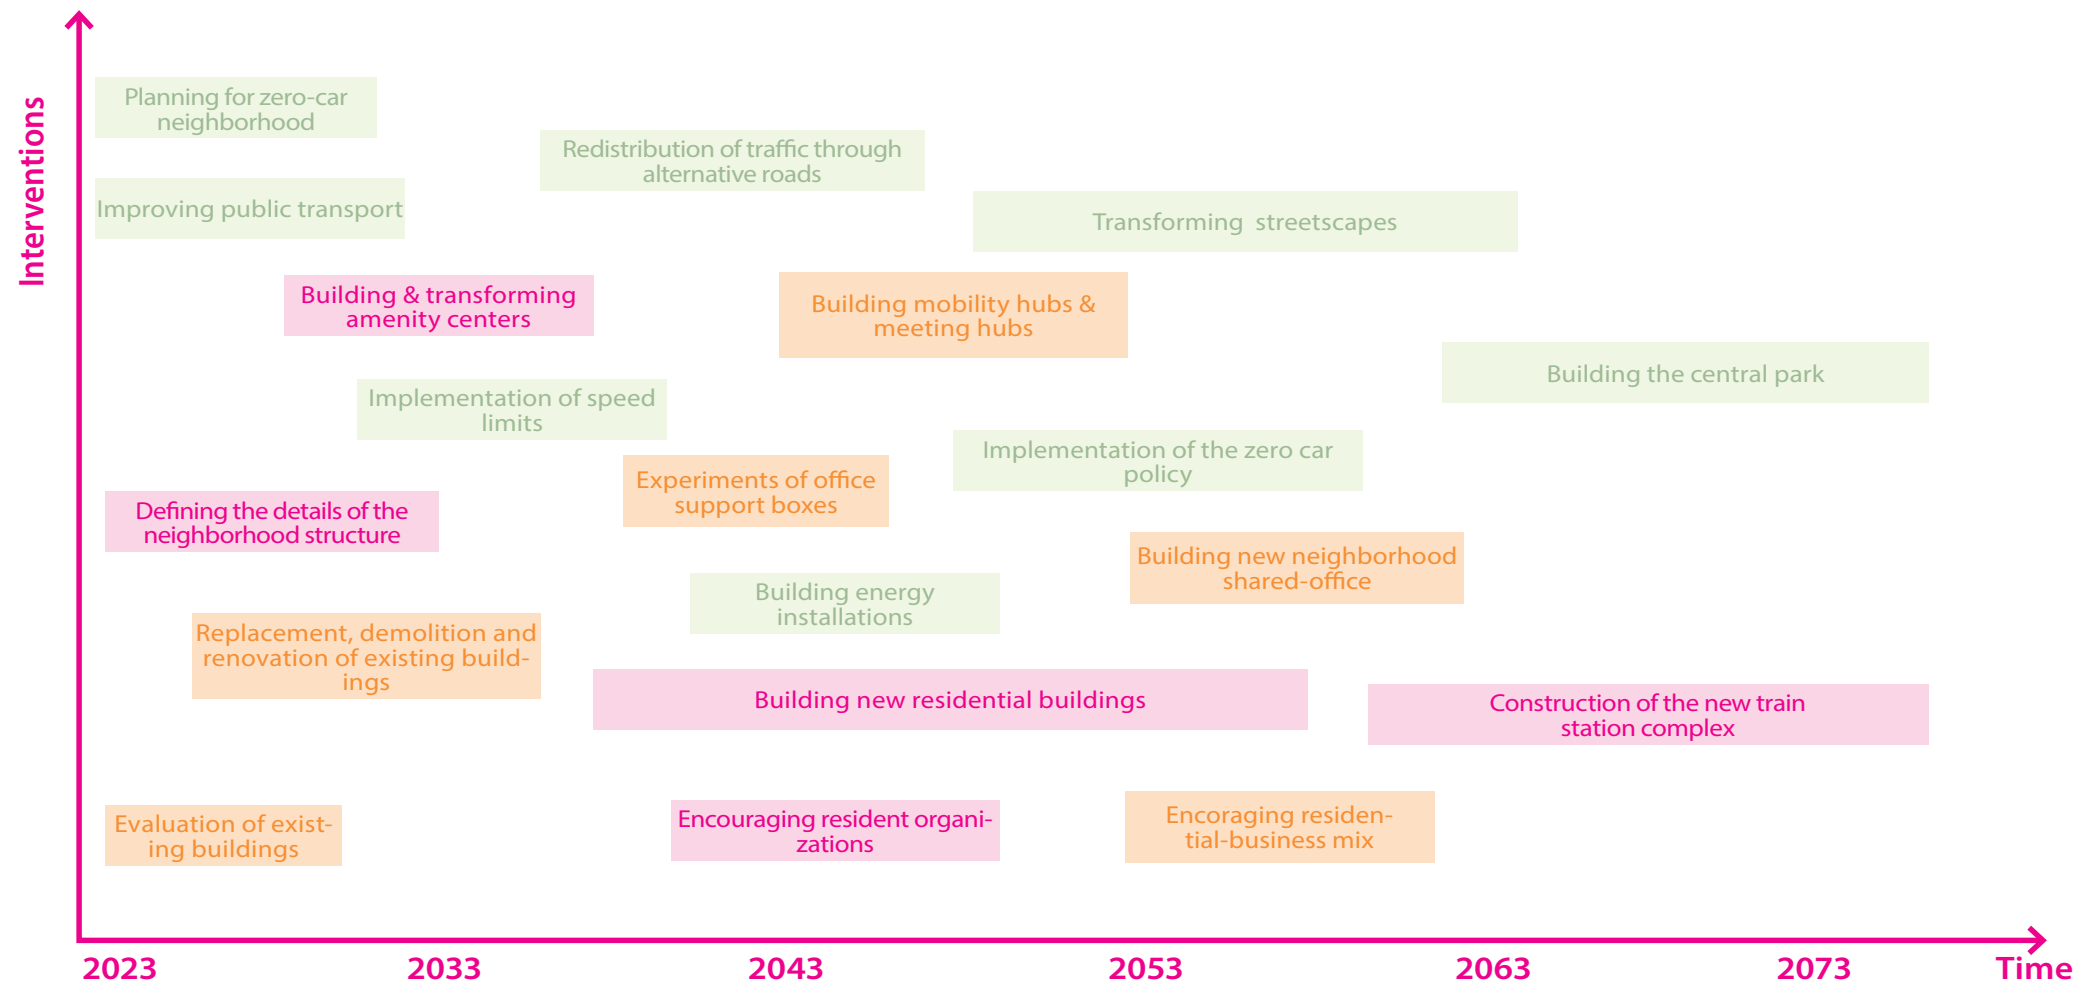 Interventions
Planning for zero-car
neighborhood
Redistribution of traffic through
alternative roads
Improving public transport
Transforming streetscapes
Building & transforming
amenity centers
Building mobility hubs &
meeting hubs
Building the central park
Implementation of speed
limits
Implementation of the zero car
policy
Experiments of office
support boxes
Defining the details of the
neighborhood structure
Building new neighborhood
shared-office
Building energy
installations
Replacement, demolition and
renovation of existing build-
ings
Building new residential buildings
Construction of the new train
station complex
Evaluation of exist-
ing buildings
Encouraging resident organi-
zations
Encoraging residen-
tial-business mix
2023 2033 2043 2053 2063 2073 Time